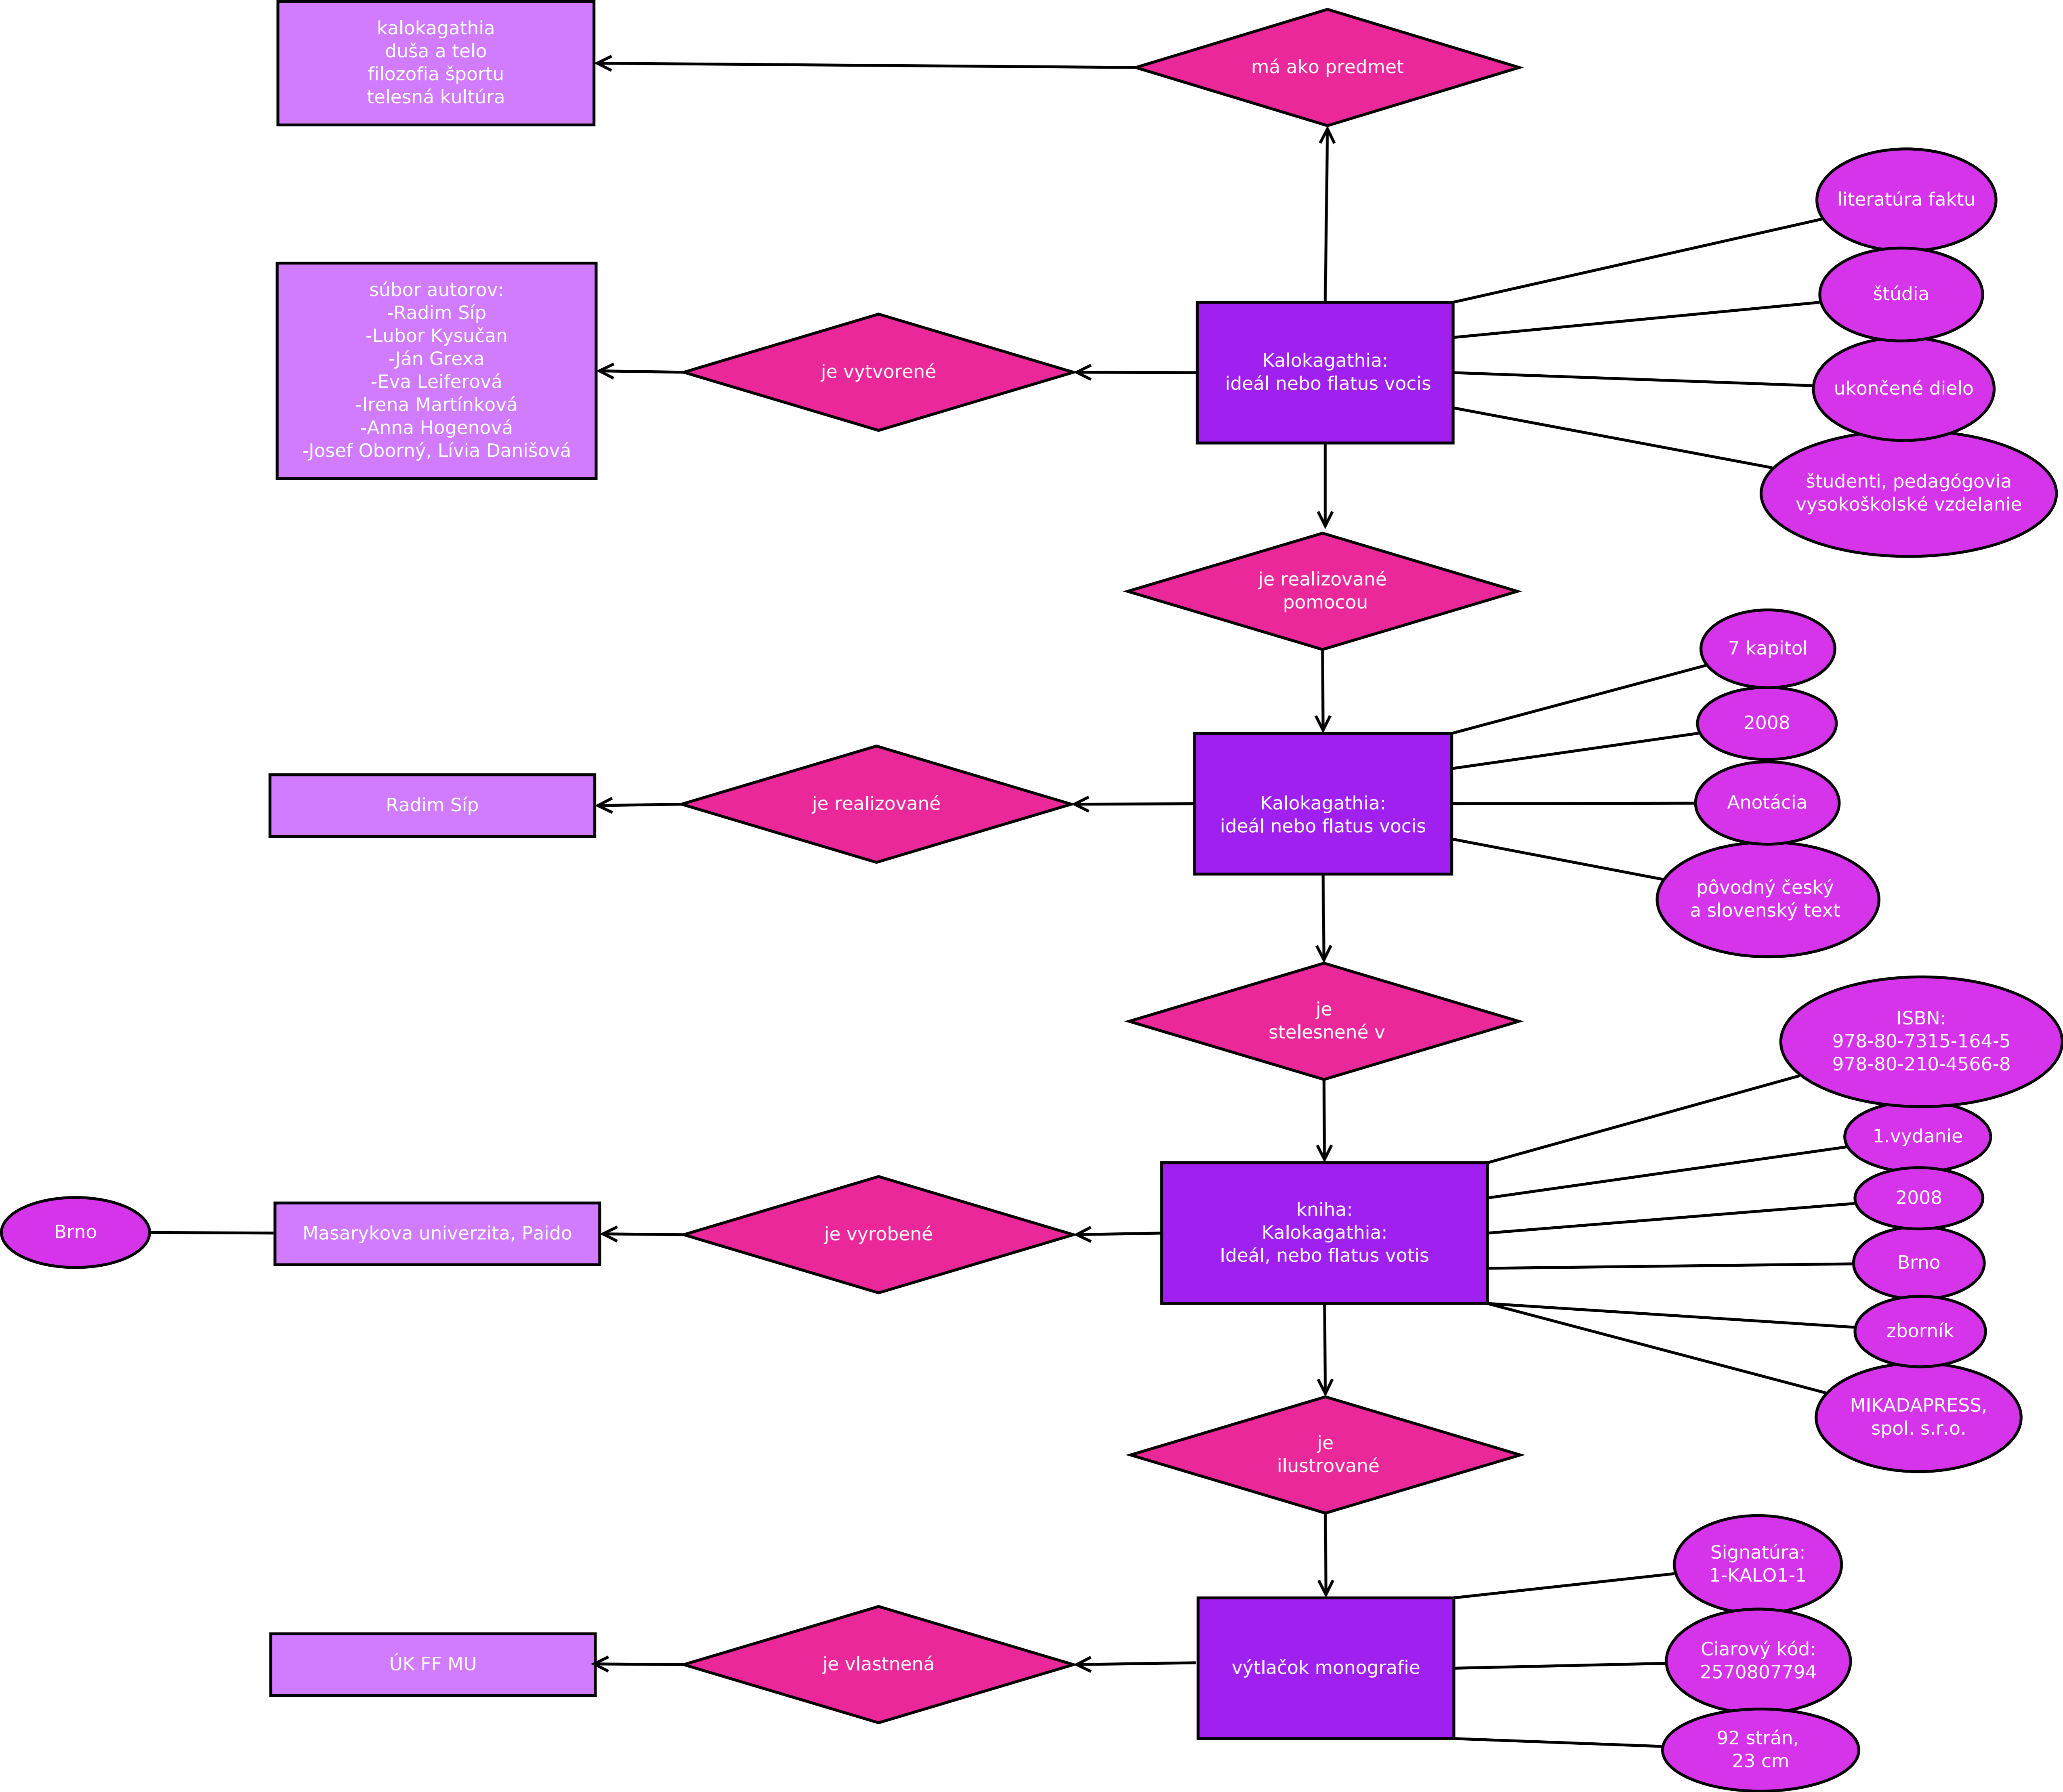 kalokagathia
duša a telo
filozofia športu
telesná kultúra
má ako predmet
literatúra faktu
štúdia
ukončené dielo
študenti, pedagógovia
vysokoškolské vzdelanie
súbor autorov:
-Radim Síp
-Lubor Kysučan
-Ján Grexa
-Eva Leiferová
-Irena Martínková
-Anna Hogenová
-Josef Oborný, Lívia Danišová
je vytvorené
Kalokagathia:
ideál nebo flatus vocis
je realizované
pomocou
7 kapitol
2008
Anotácia
pôvodný český
a slovenský text
Radim Síp
je realizované
Kalokagathia:
ideál nebo flatus vocis
je
stelesnené v
ISBN:
978-80-7315-164-5
978-80-210-4566-8
1.vydanie
2008
Brno
zborník
MIKADAPRESS,
spol. s.r.o.
Brno
Masarykova univerzita, Paido
je vyrobené
kniha:
Kalokagathia:
Ideál, nebo flatus votis
je
ilustrované
Signatúra:
1-KALO1-1
Ciarový kód:
2570807794
92 strán,
23 cm
ÚK FF MU
je vlastnená
výtlačok monografie